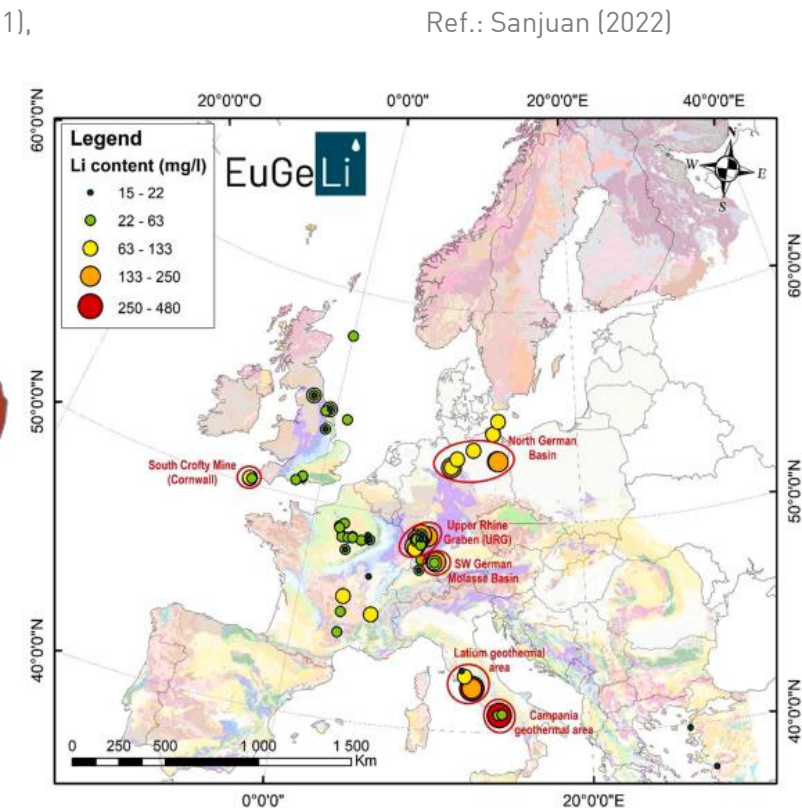 1),
Ref.: Sanjuan (2022)
20°0'0"O
0°0'0"
20°0'0"E
40°0'0"E
60°0'0"N
50°0'0"N
40°0'0"N
Legend
Li content (mg/l)
15 - 22
22 - 63
63 - 133
133 - 250
250 - 480
EuGeLi
N
W
E
S
60°0'0"N
50°0'0"N
40°0'0"N
South Crofty Mine
(Cornwall)
North German
Basin
Upper Rhine
Graben (URG)
SW German
Molasse Basin
Latium geothermal
area
Campania
geothermal area
0 250 500 1 000 1 500
Km
0°0'0"
20°0'0"E